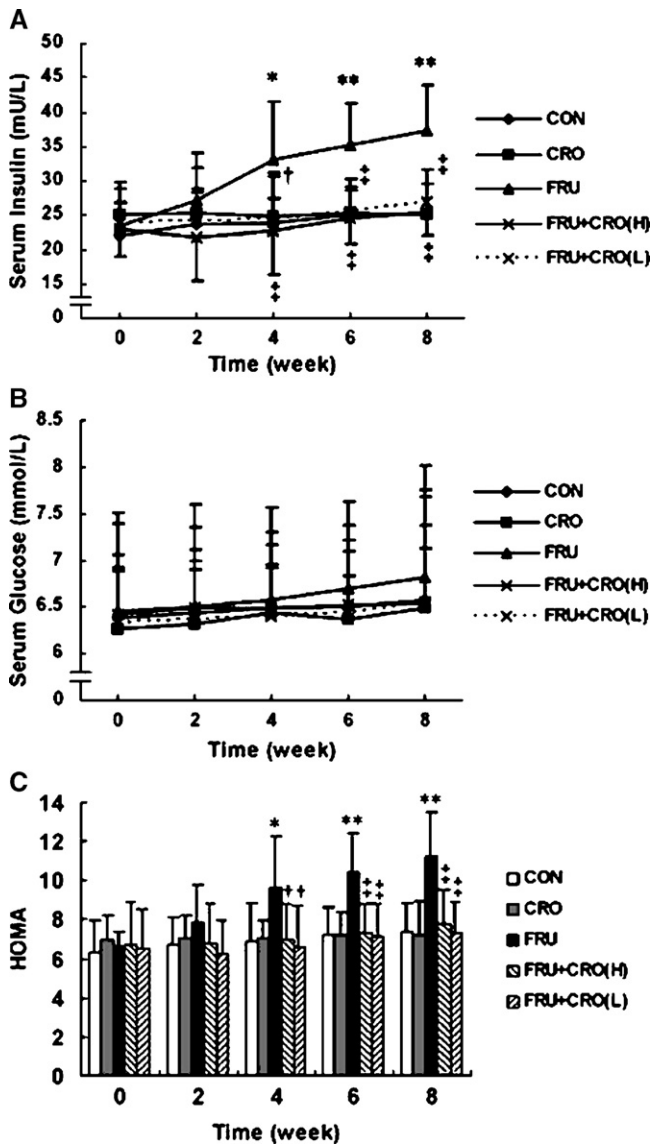 A
Serum Insulin (mU/L)
50
45
40
35
30
25
20
15
0
* ** **
† ‡ ‡
‡ ‡ ‡
0 2 4 6 8
Time (week)
CON
CRO
FRU
FRU+CRO(H)
FRU+CRO(L)
B
Serum Glucose (mmol/L)
8.5
8
7.5
7
6.5
6
0
0 2 4 6 8
Time (week)
CON
CRO
FRU
FRU+CRO(H)
FRU+CRO(L)
C
HOMA
14
12
10
8
6
4
2
0
* ** **
† † ‡ ‡ ‡ ‡
0 2 4 6 8
Time (week)
CON
CRO
FRU
FRU+CRO(H)
FRU+CRO(L)